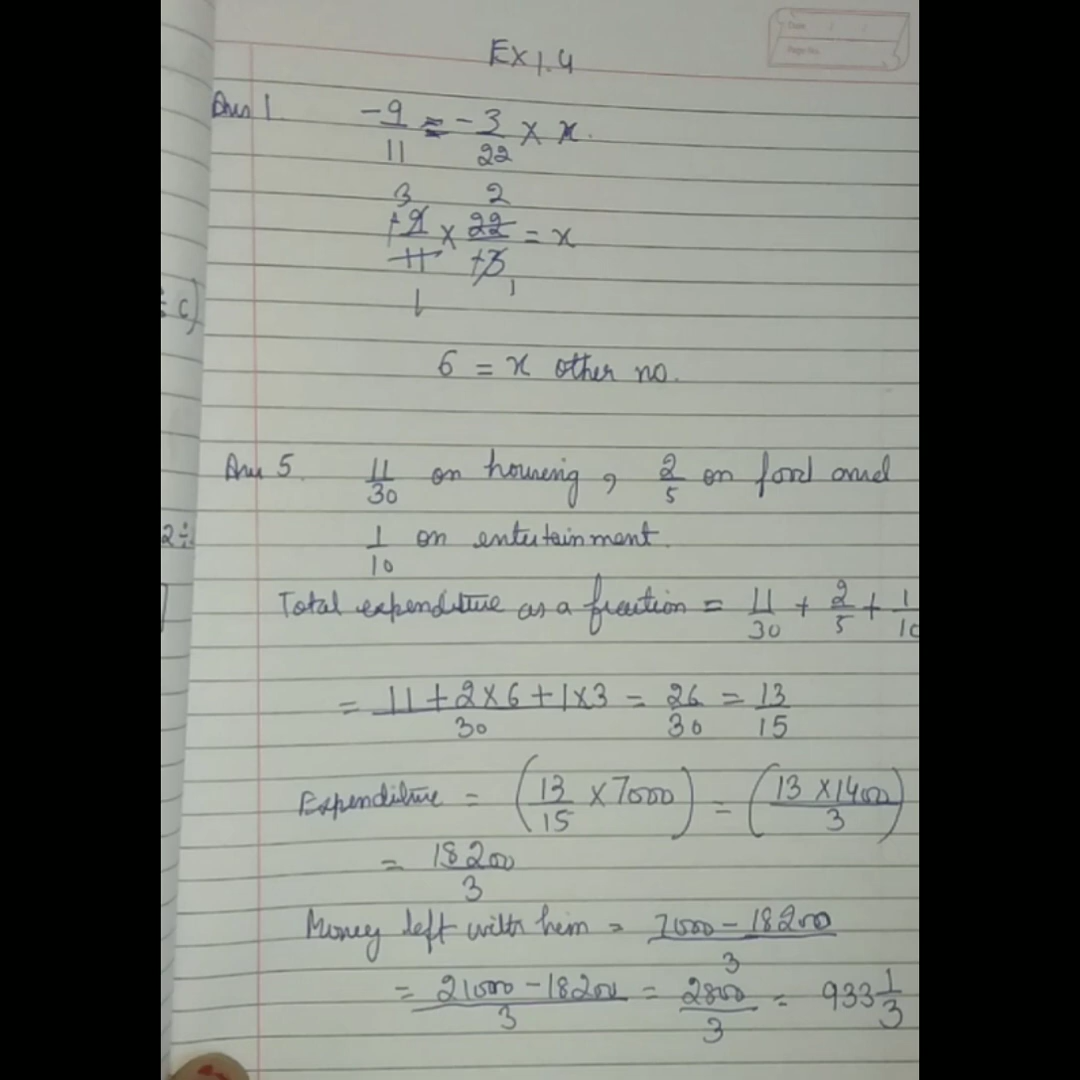 Date / /
Page No.
Ex 1.4
Ans 1. -9/11 = -3/22 × x.
3 2
+9/11 × 22/+3 = x
1 1
6 = x other no.
÷ c)
Ans 5. 11/30 on housing, 2/5 on food and
2÷
1/10 on entertainment.
Total expenditure as a fraction = 11/30 + 2/5 + 1/10
= 11+2×6+1×3/30 = 26/30 = 13/15
Expenditure = (13/15 × 7000) = (13 × 1400/3)
= 18200/3
Money left with him = 7000 - 18200/3
= 21000 - 18200/3 = 2800/3 = 933 1/3